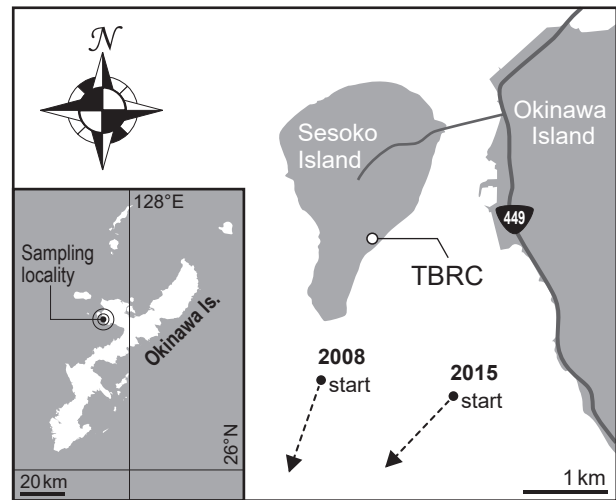 N
Sesoko
Island
Okinawa
Island
449
TBRC
128°E
Sampling
locality
Okinawa Is.
26°N
20 km
2008
start
2015
start
1 km